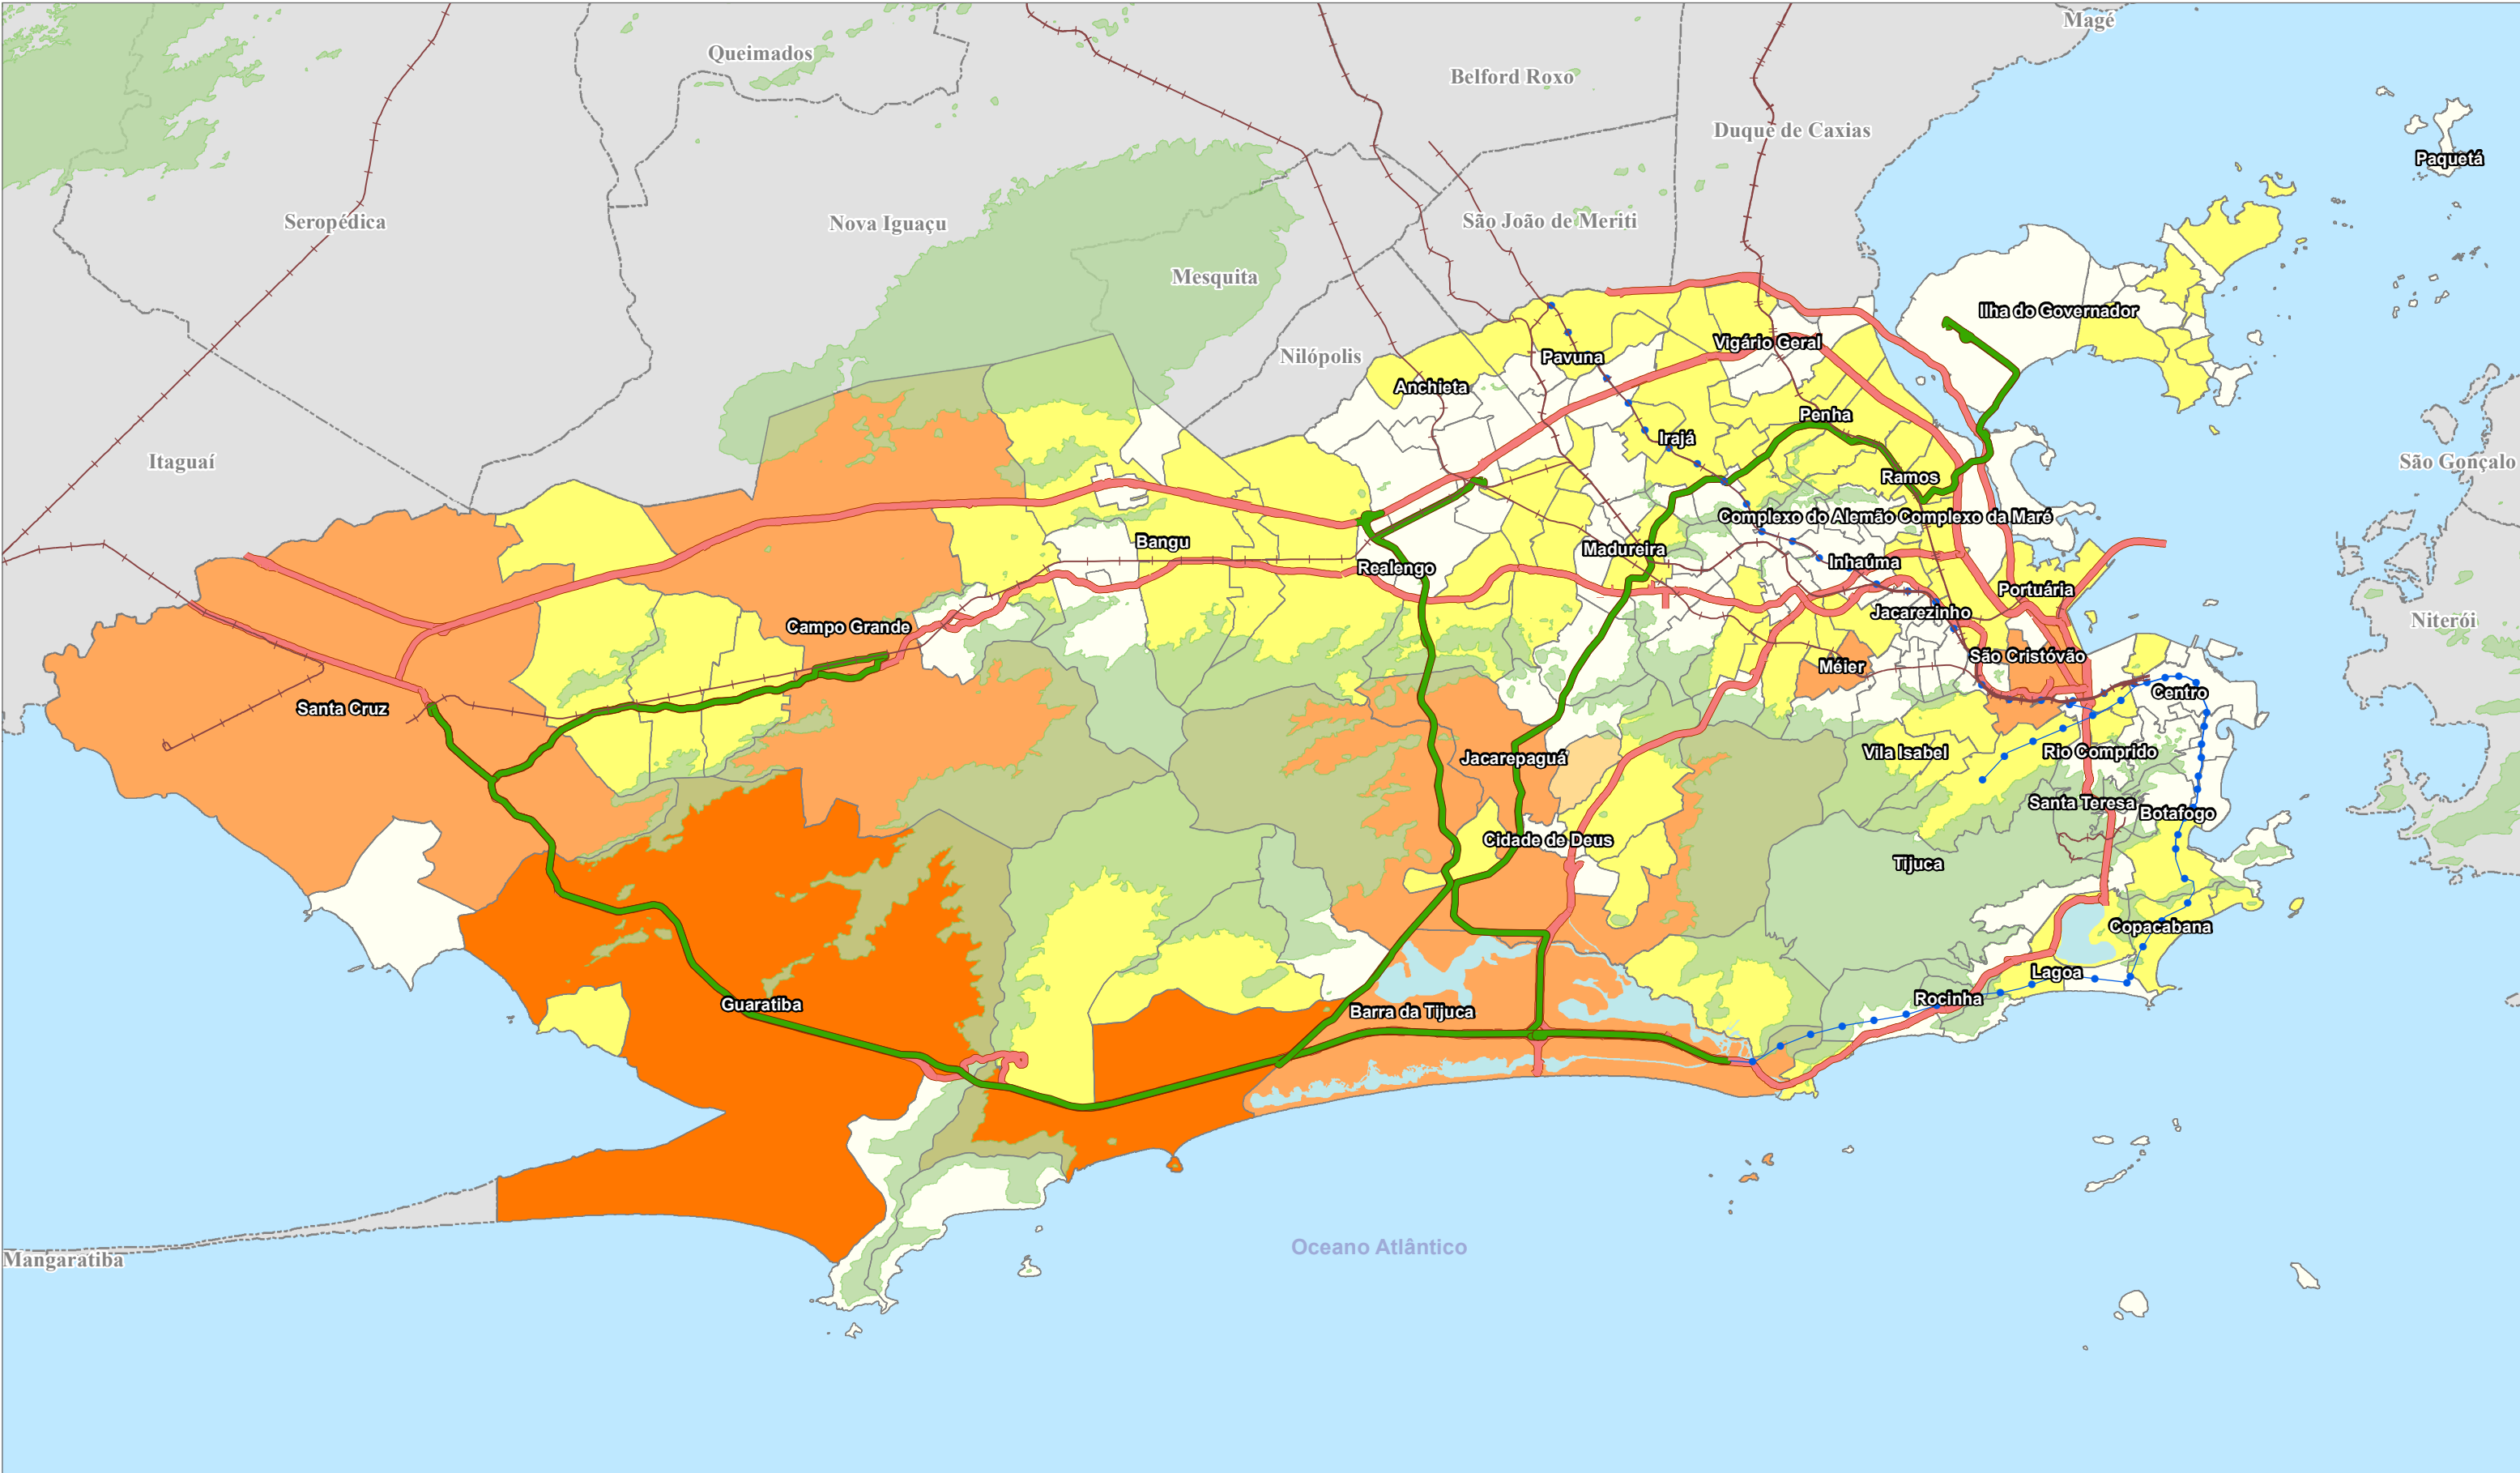 Magé
Queimados
Belford Roxo
Duque de Caxias
Paquetá
Seropédica
Nova Iguaçu
São João de Meriti
Mesquita
Ilha do Governador
Vigário Geral
Nilópolis
Pavuna
Anchieta
Penha
Irajá
Itaguaí
São Gonçalo
Ramos
Complexo do Alemão
Complexo da Maré
Bangu
Madureira
Realengo
Inhaúma
Portuária
Jacarezinho
Niterói
Campo Grande
São Cristóvão
Méier
Centro
Santa Cruz
Vila Isabel
Rio Comprido
Jacarepaguá
Santa Teresa
Botafogo
Cidade de Deus
Tijuca
Copacabana
Lagoa
Rocinha
Guaratiba
Barra da Tijuca
Oceano Atlântico
Mangaratiba